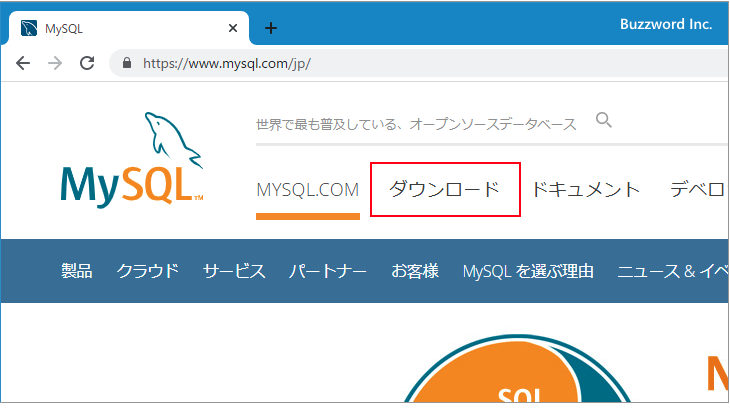 MySQL
Buzzword Inc.
https://www.mysql.com/jp/
世界で最も普及している、オープンソースデータベース
MySQL™
MYSQL.COM ダウンロード ドキュメント デベロ
製品 クラウド サービス パートナー お客様 MySQL を選ぶ理由 ニュース & イベ
SQL
M